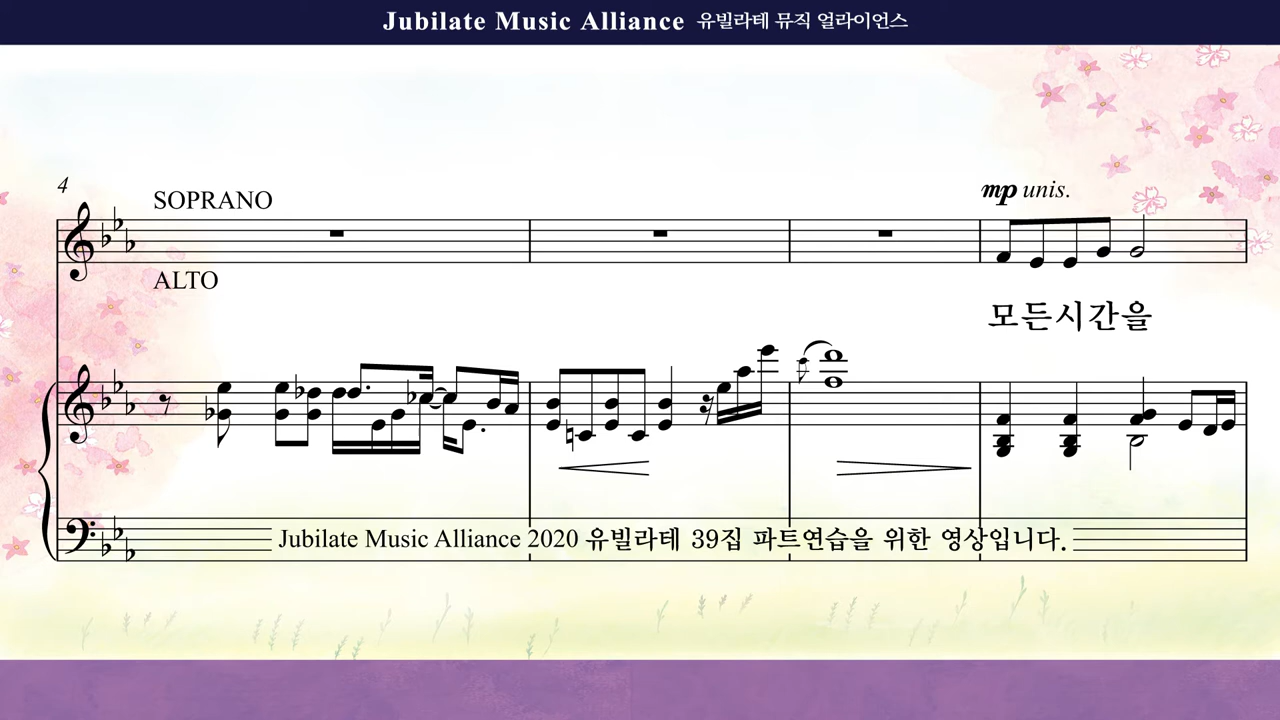 Jubilate Music Alliance 유빌라테 뮤직 얼라이언스
4
SOPRANO
mp unis.
ALTO
모든시간을
Jubilate Music Alliance 2020 유빌라테 39집 파트연습을 위한 영상입니다.